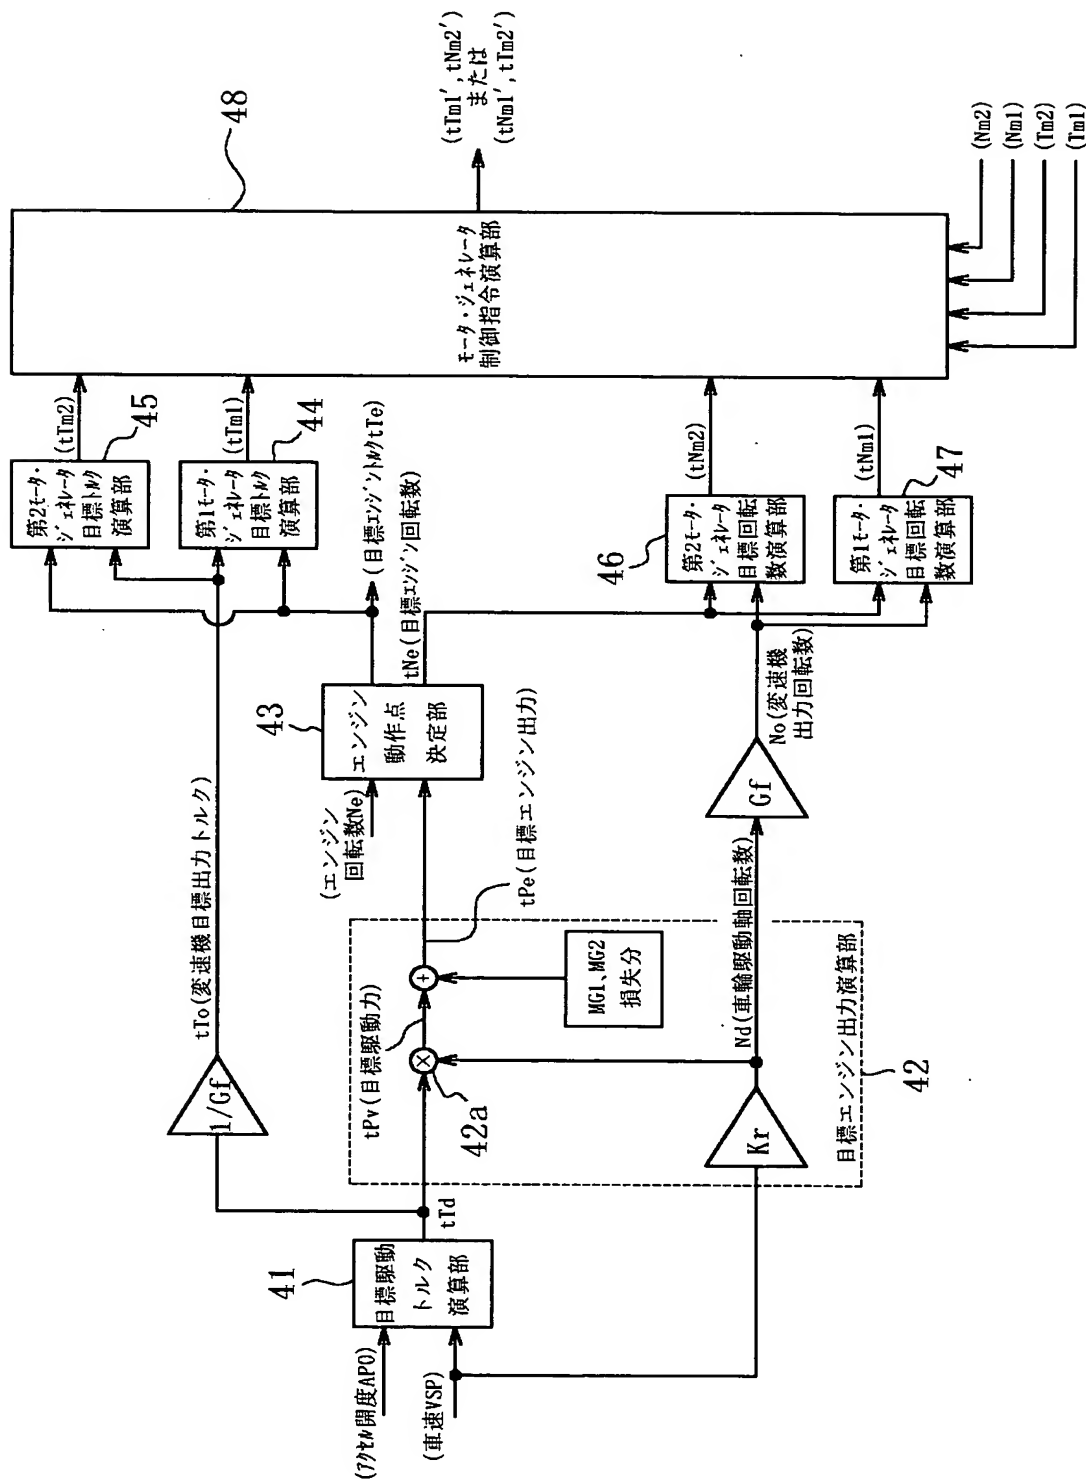 (アクセル開度APO)
(車速VSP)
41
目標駆動
トルク
演算部
tTd
1/Gf
tTo(変速機目標出力トルク)
tPv(目標駆動力)
42a
×
+
MG1、MG2
損失分
Kr
Nd(車輪駆動軸回転数)
目標エンジン出力演算部
42
tPe(目標エンジン出力)
(エンジン
回転数Ne)
43
エンジン
動作点
決定部
Gf
No(変速機
出力回転数)
(目標エンジントルクtTe)
tNe(目標エンジン回転数)
第2モータ・
ジェネレータ
目標トルク
演算部
45
(tTm2)
第1モータ・
ジェネレータ
目標トルク
演算部
44
(tTm1)
46
第2モータ・
ジェネレータ
目標回転
数演算部
(tNm2)
第1モータ・
ジェネレータ
目標回転
数演算部
47
(tNm1)
モータ・ジェネレータ
制御指令演算部
48
(tTm1′,tNm2′)
または
(tNm1′,tTm2′)
(Nm2)
(Nm1)
(Tm2)
(Tm1)